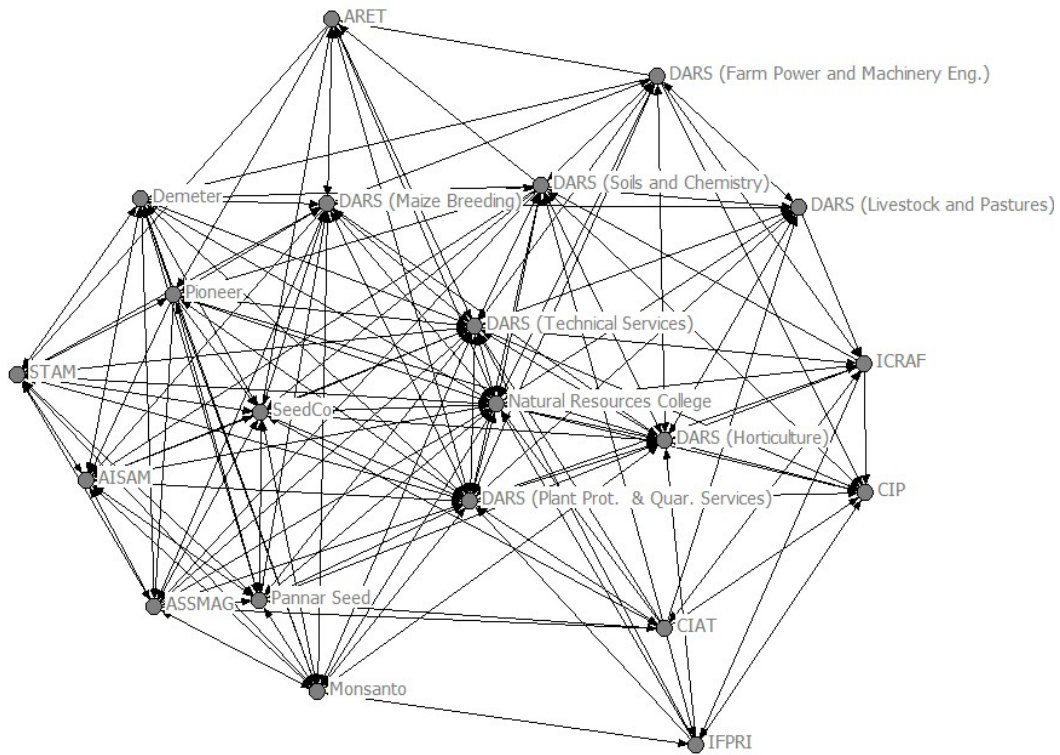 ARET
DARS (Farm Power and Machinery Eng.)
DARS (Soils and Chemistry)
Demeter
DARS (Maize Breeding)
DARS (Livestock and Pastures)
Pioneer
DARS (Technical Services)
ICRAF
STAM
Natural Resources College
SeedCo
DARS (Horticulture)
AISAM
CIP
DARS (Plant Prot. & Quar. Services)
Pannar Seed
ASSMAG
CIAT
Monsanto
IFPRI